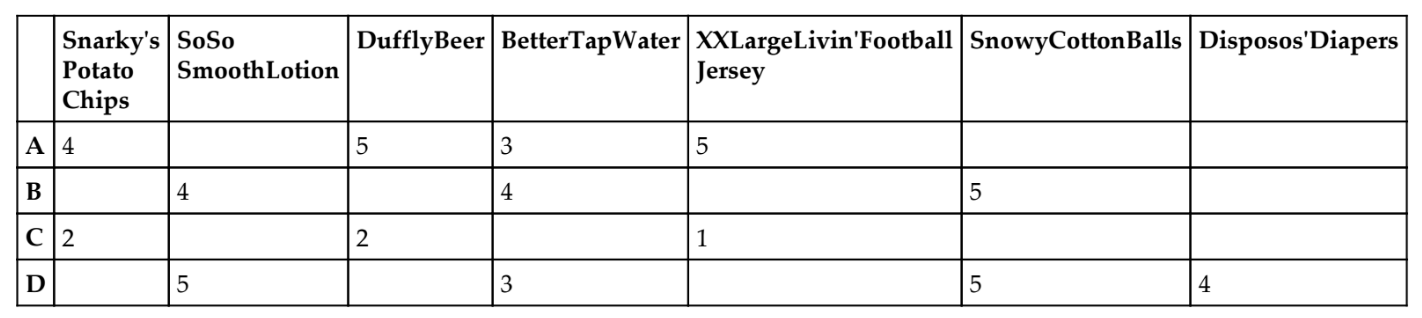 Snarky's Potato Chips SoSo SmoothLotion DufflyBeer BetterTapWater XXLargeLivin'Football Jersey SnowyCottonBalls Disposos'Diapers
A 4 5 3 5
B 4 4 5
C 2 2 1
D 5 3 5 4